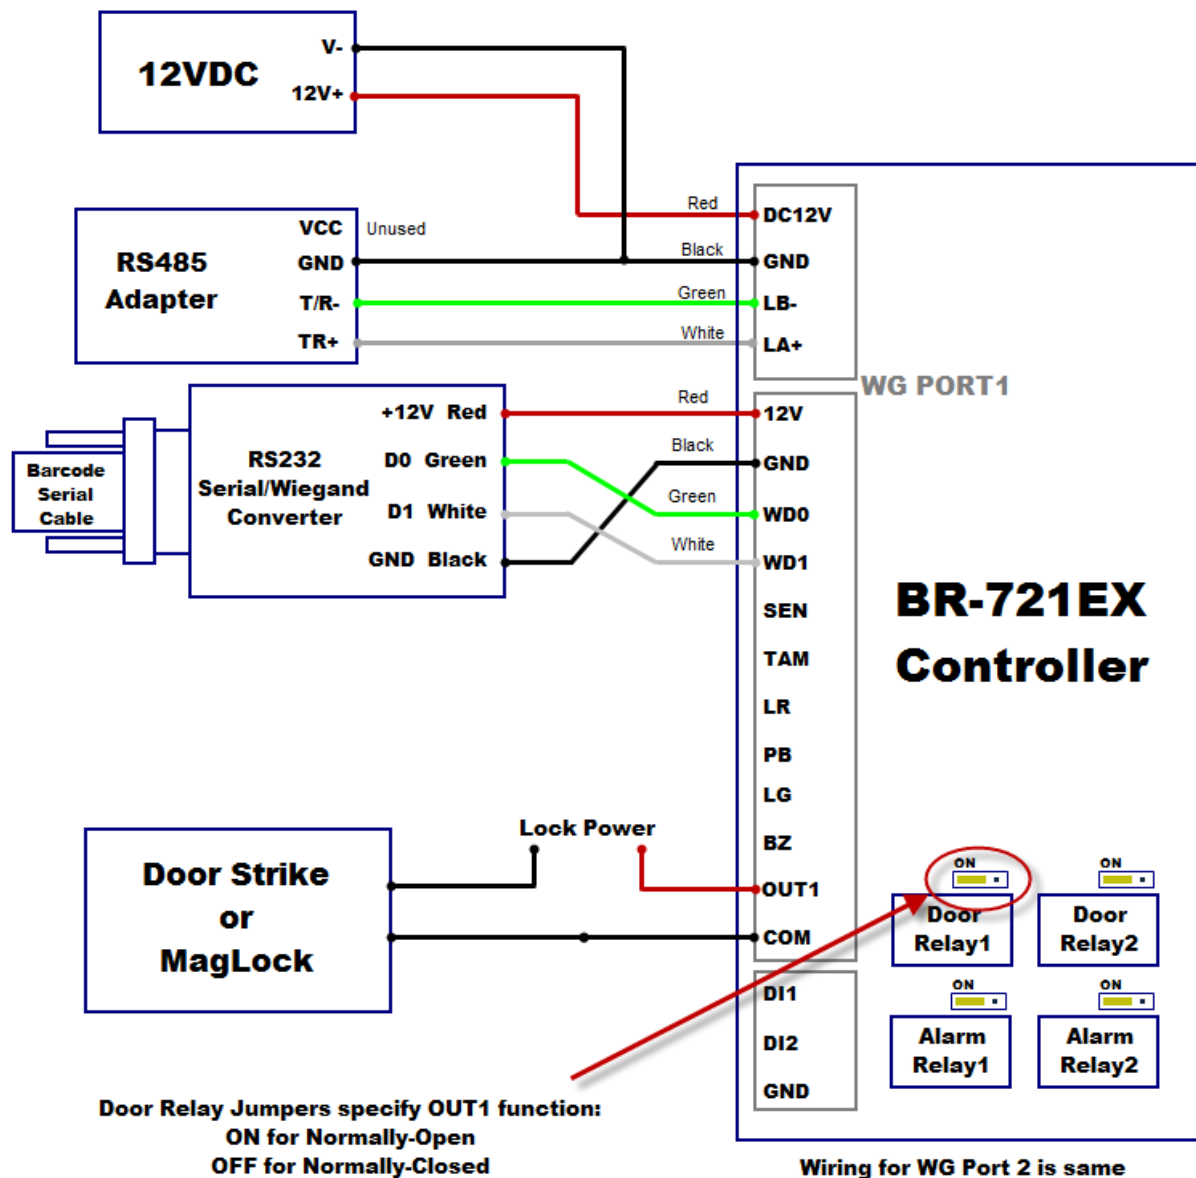 V-
12VDC
12V+
VCC Unused
RS485
Adapter
GND
T/R-
TR+
Red
DC12V
Black
GND
Green
LB-
White
LA+
WG PORT1
Barcode
Serial
Cable
RS232
Serial/Wiegand
Converter
+12V Red
D0 Green
D1 White
GND Black
Red
12V
Black
GND
Green
WD0
White
WD1
SEN
TAM
LR
PB
LG
BZ
OUT1
COM
BR-721EX
Controller
Door Strike
or
MagLock
Lock Power
ON
Door
Relay1
ON
Door
Relay2
ON
Alarm
Relay1
ON
Alarm
Relay2
DI1
DI2
GND
Door Relay Jumpers specify OUT1 function:
ON for Normally-Open
OFF for Normally-Closed
Wiring for WG Port 2 is same